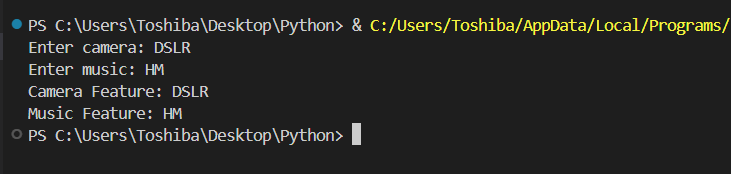 PS C:\Users\Toshiba\Desktop\Python> & C:/Users/Toshiba/AppData/Local/Programs/
Enter camera: DSLR
Enter music: HM
Camera Feature: DSLR
Music Feature: HM
PS C:\Users\Toshiba\Desktop\Python>